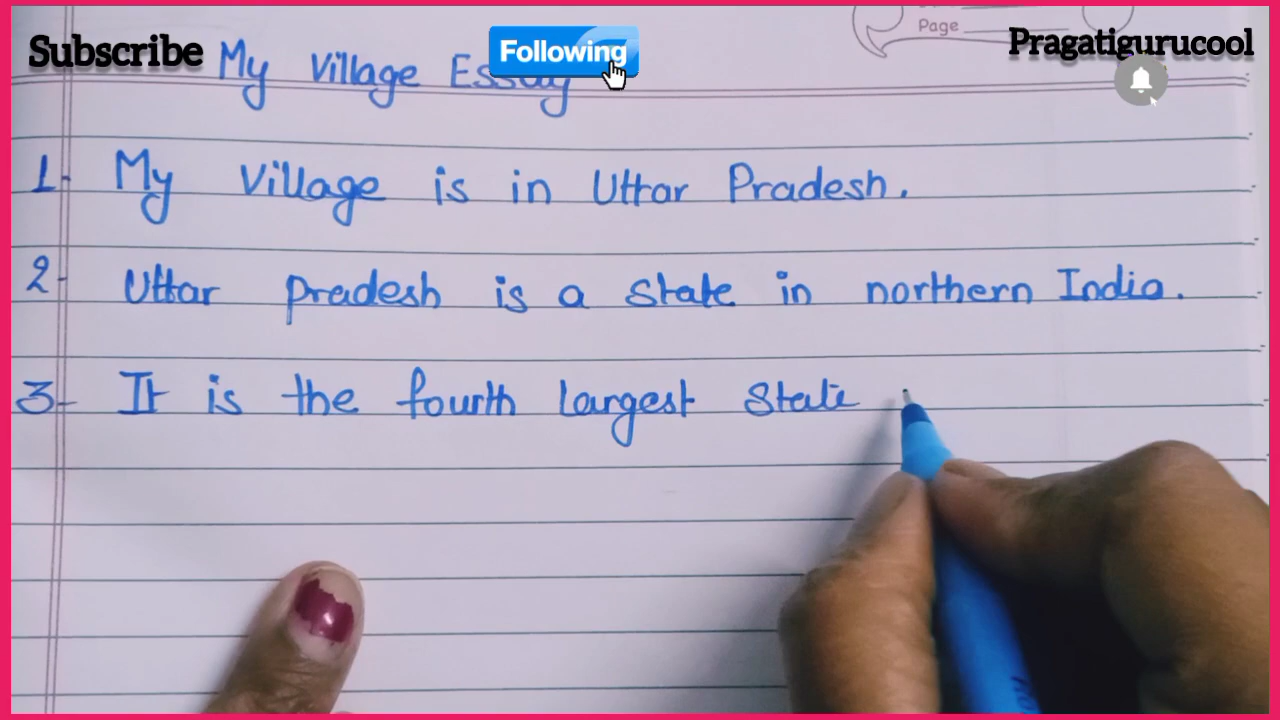 Page
Subscribe Following Pragatigurucool
My Village Essay
1- My Village is in Uttar Pradesh.
2- Uttar pradesh is a state in northern India.
3- It is the fourth largest State